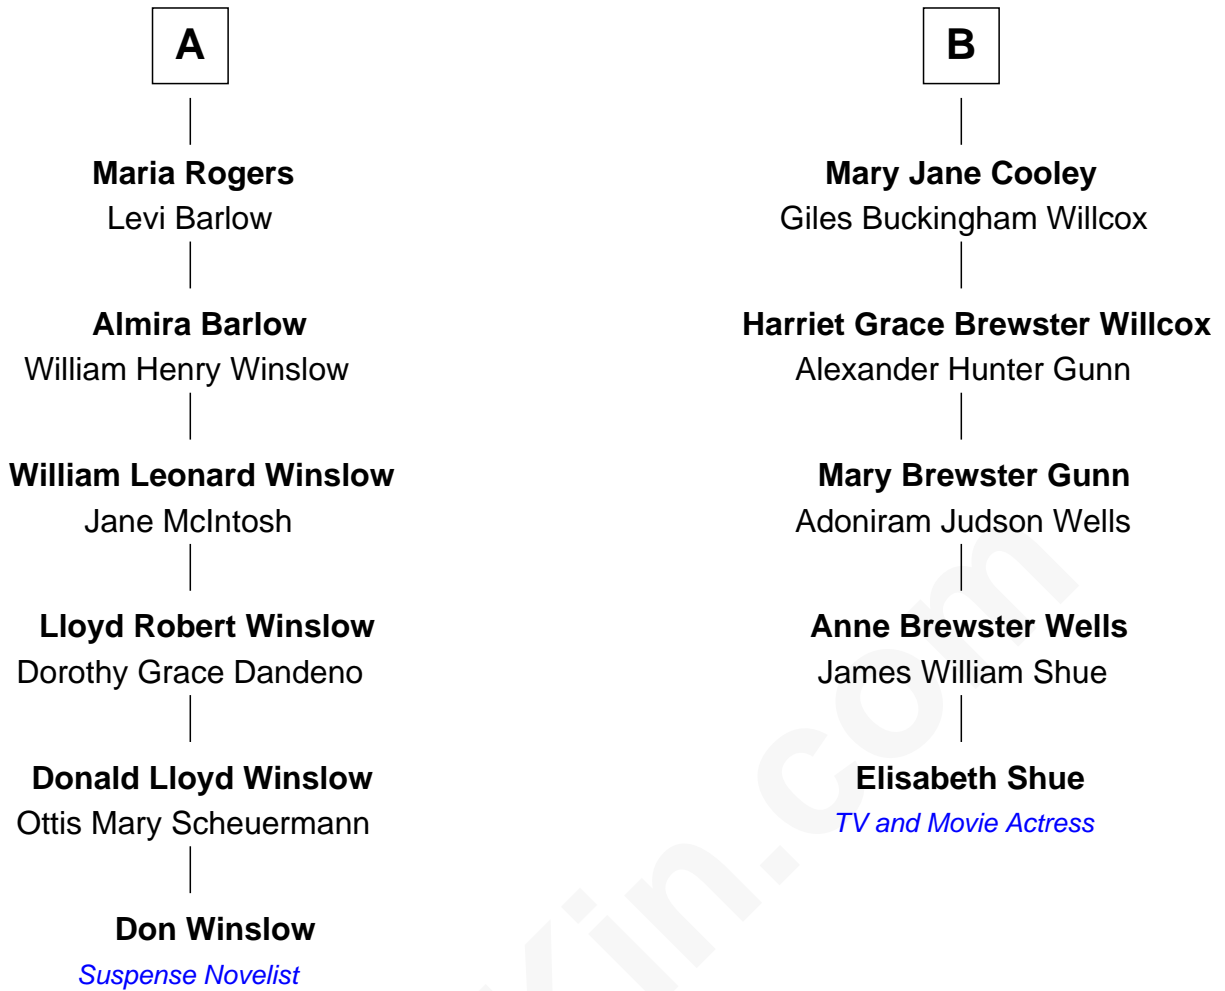 A
Maria Rogers
Levi Barlow
Almira Barlow
William Henry Winslow
William Leonard Winslow
Jane McIntosh
Lloyd Robert Winslow
Dorothy Grace Dandeno
Donald Lloyd Winslow
Ottis Mary Scheuermann
Don Winslow
Suspense Novelist
B
Mary Jane Cooley
Giles Buckingham Willcox
Harriet Grace Brewster Willcox
Alexander Hunter Gunn
Mary Brewster Gunn
Adoniram Judson Wells
Anne Brewster Wells
James William Shue
Elisabeth Shue
TV and Movie Actress